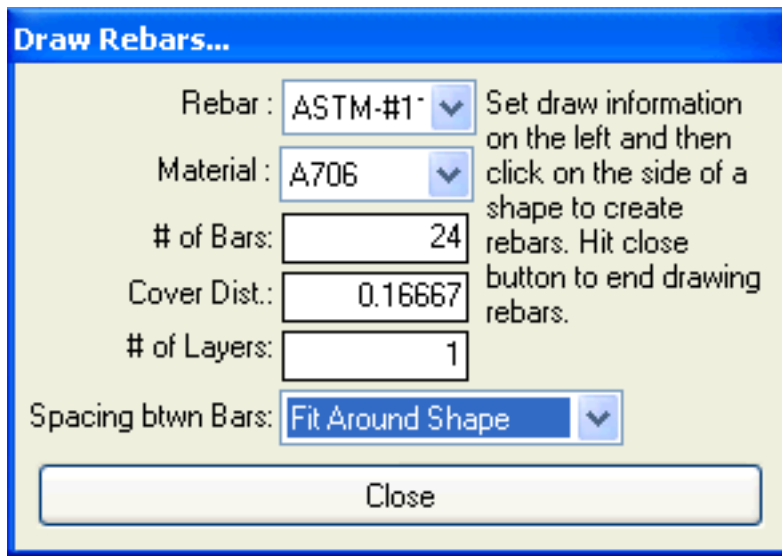 Draw Rebars...
Rebar : ASTM-#11
Material : A706
# of Bars: 24
Cover Dist.: 0.16667
# of Layers: 1
Spacing btwn Bars: Fit Around Shape
Set draw information
on the left and then
click on the side of a
shape to create
rebars. Hit close
button to end drawing
rebars.
Close